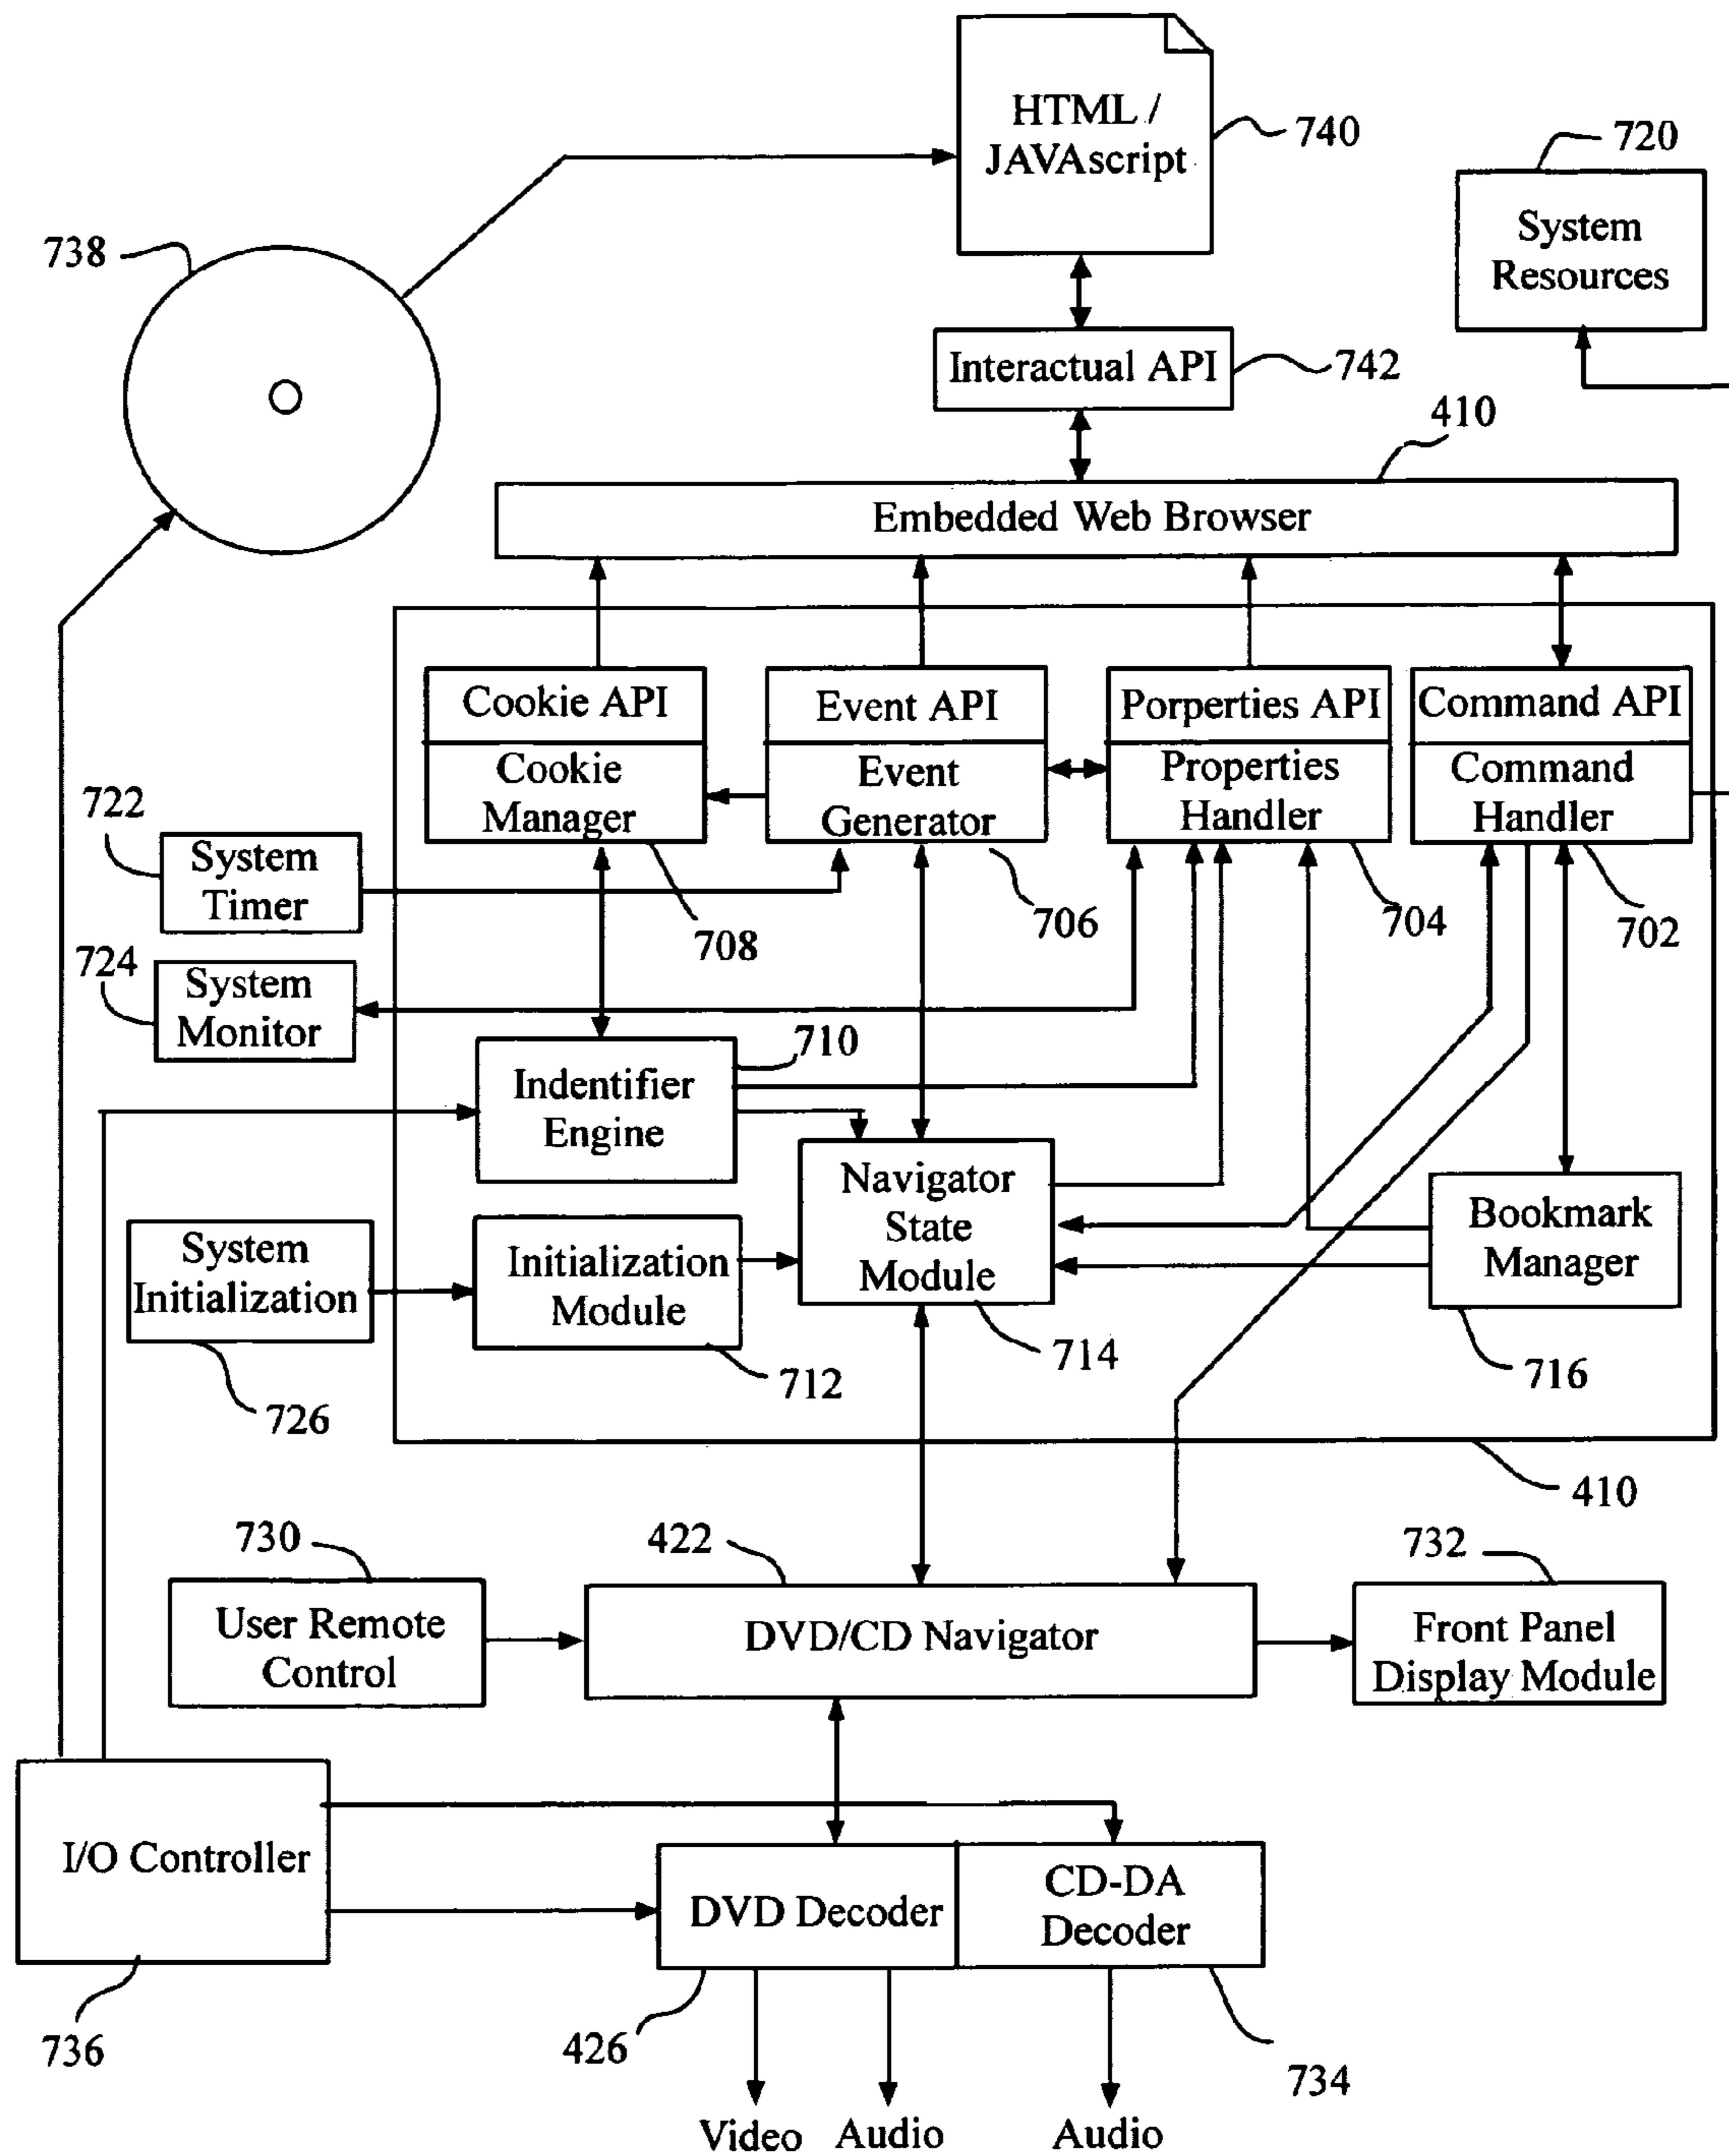 HTML /
JAVAscript
740
720
System
Resources
738
Interactual API
742
410
Embedded Web Browser
Cookie API
Event API
Porperties API
Command API
Cookie
Manager
Event
Generator
Properties
Handler
Command
Handler
722
System
Timer
708
706
704
702
724
System
Monitor
710
Indentifier
Engine
Navigator
State
Module
Bookmark
Manager
System
Initialization
Initialization
Module
714
716
712
726
410
730
422
732
User Remote
Control
DVD/CD Navigator
Front Panel
Display Module
I/O Controller
DVD Decoder
CD-DA
Decoder
736
426
734
Video
Audio
Audio